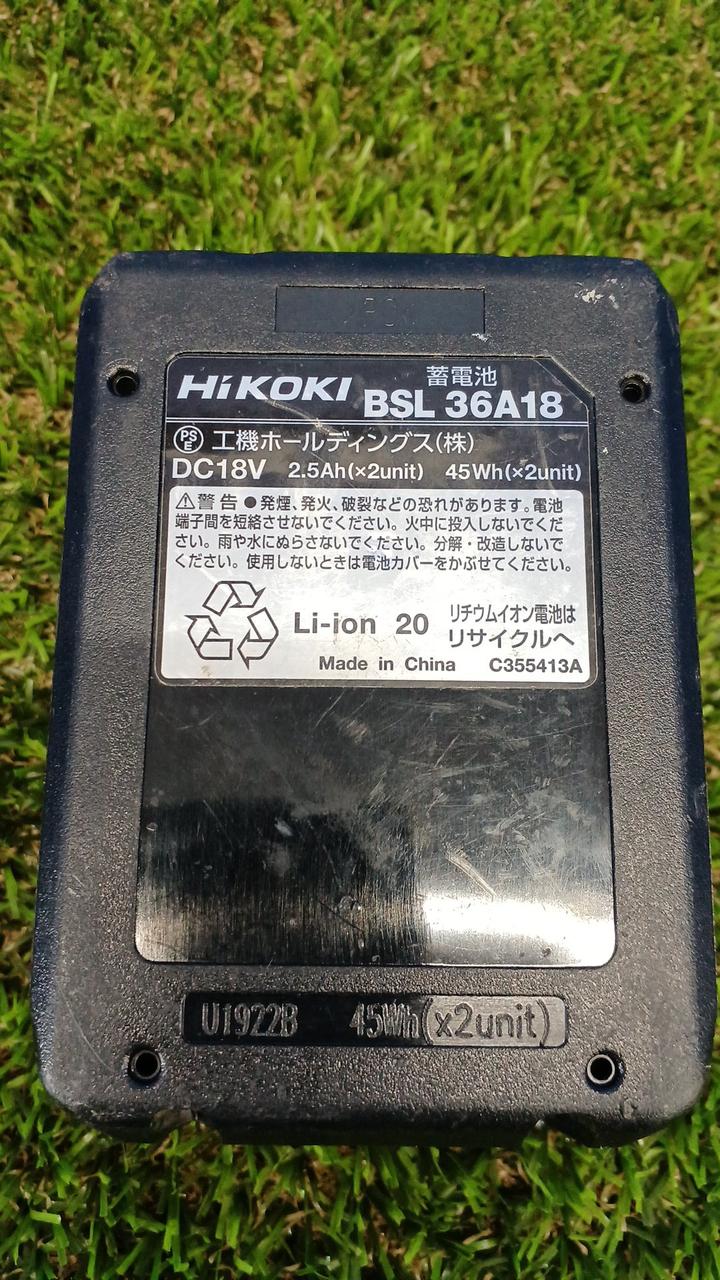 HiKOKI 蓄電池
BSL 36A18
PSE 工機ホールディングス(株)
DC18V 2.5Ah(×2unit) 45Wh(×2unit)
⚠警告 ●発煙、発火、破裂などの恐れがあります。電池
端子間を短絡させないでください。火中に投入しないでくだ
さい。雨や水にぬらさないでください。分解・改造しないで
ください。使用しないときは電池カバーをかぶせてください。
Li-ion 20 リチウムイオン電池は
リサイクルへ
Made in China C355413A
U1922B 45Wh(x2unit)